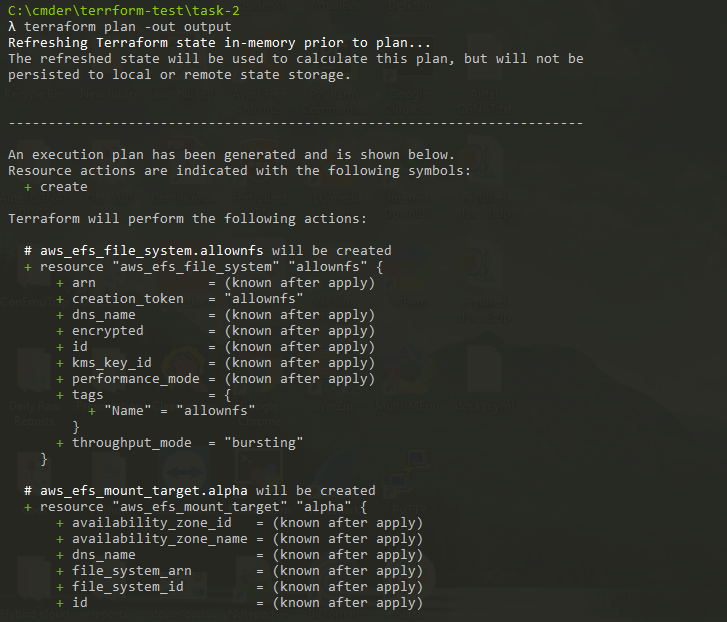 C:\cmder\terrform-test\task-2
λ terraform plan -out output
Refreshing Terraform state in-memory prior to plan...
The refreshed state will be used to calculate this plan, but will not be
persisted to local or remote state storage.
------------------------------------------------------------------------
An execution plan has been generated and is shown below.
Resource actions are indicated with the following symbols:
  + create
Terraform will perform the following actions:
  # aws_efs_file_system.allownfs will be created
  + resource "aws_efs_file_system" "allownfs" {
      + arn              = (known after apply)
      + creation_token   = "allownfs"
      + dns_name         = (known after apply)
      + encrypted        = (known after apply)
      + id               = (known after apply)
      + kms_key_id       = (known after apply)
      + performance_mode = (known after apply)
      + tags             = {
          + "Name" = "allownfs"
        }
      + throughput_mode  = "bursting"
    }
  # aws_efs_mount_target.alpha will be created
  + resource "aws_efs_mount_target" "alpha" {
      + availability_zone_id   = (known after apply)
      + availability_zone_name = (known after apply)
      + dns_name               = (known after apply)
      + file_system_arn        = (known after apply)
      + file_system_id         = (known after apply)
      + id                     = (known after apply)